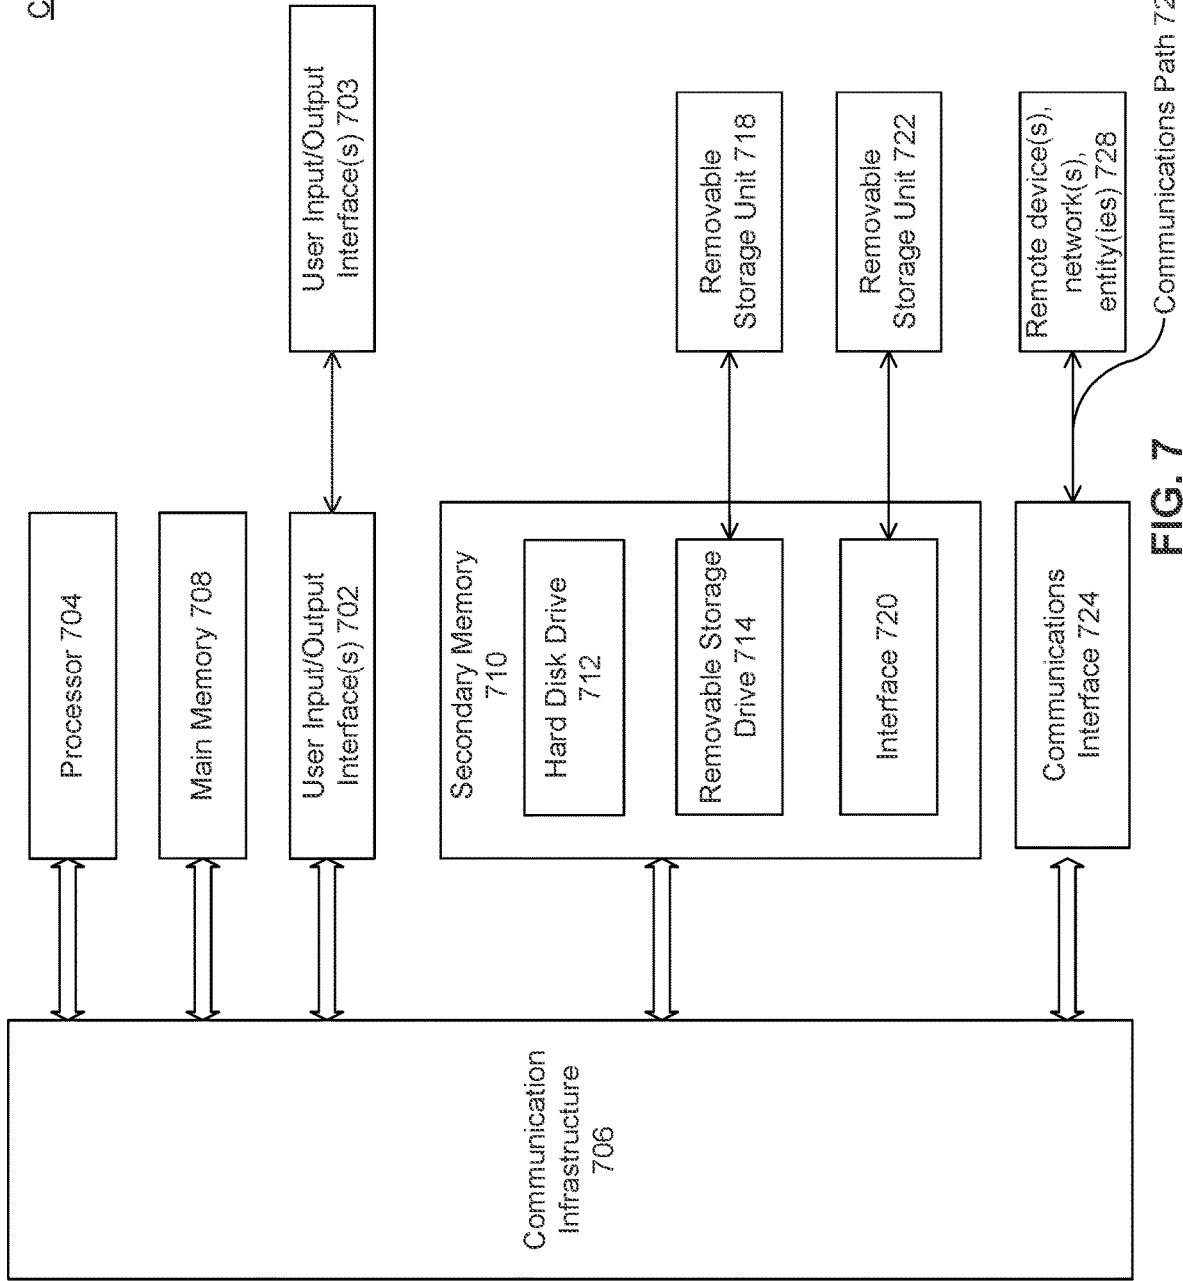 C
Processor 704
Main Memory 708
User Input/Output
Interface(s) 702
User Input/Output
Interface(s) 703
Secondary Memory
710
Hard Disk Drive
712
Removable Storage
Drive 714
Removable
Storage Unit 718
Interface 720
Removable
Storage Unit 722
Communications
Interface 724
Remote device(s),
network(s),
entity(ies) 728
Communications Path
Communication
Infrastructure
706
FIG. 7